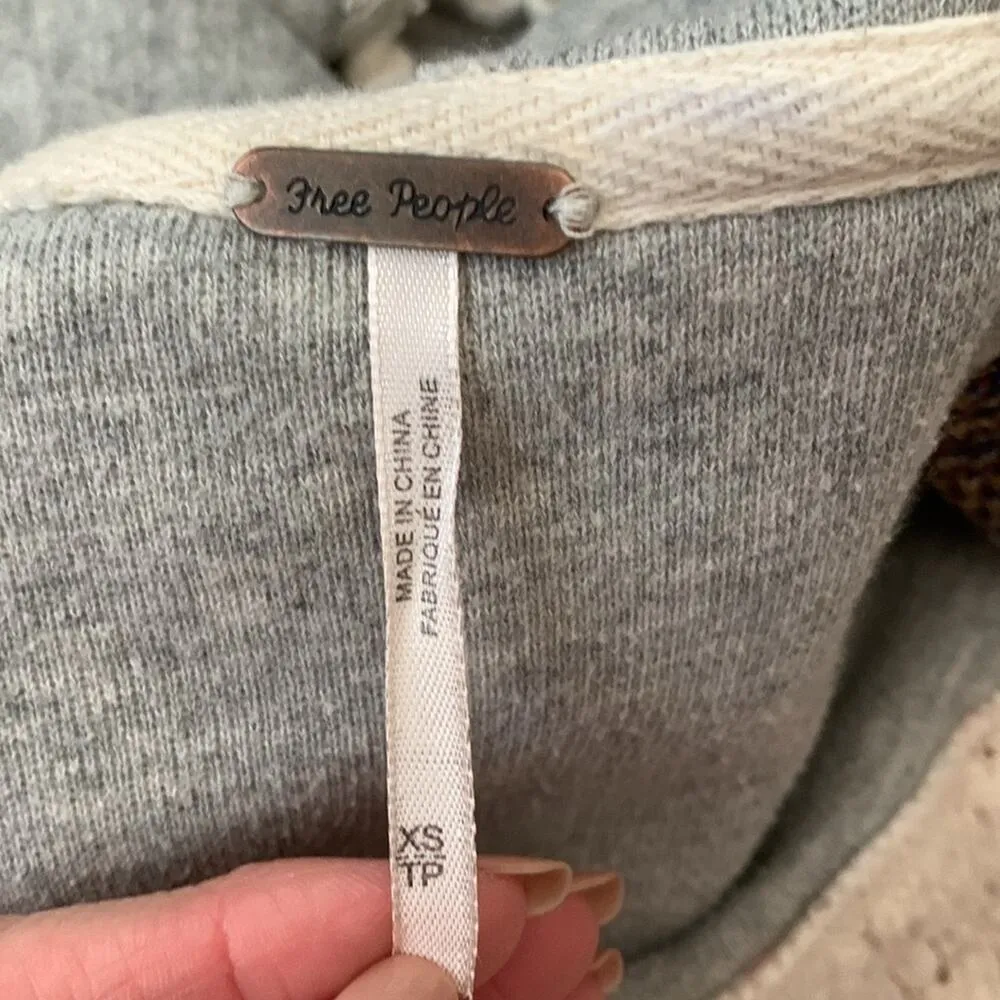 Free People
MADE IN CHINA
FABRIQUÉ EN CHINE
XS
TP